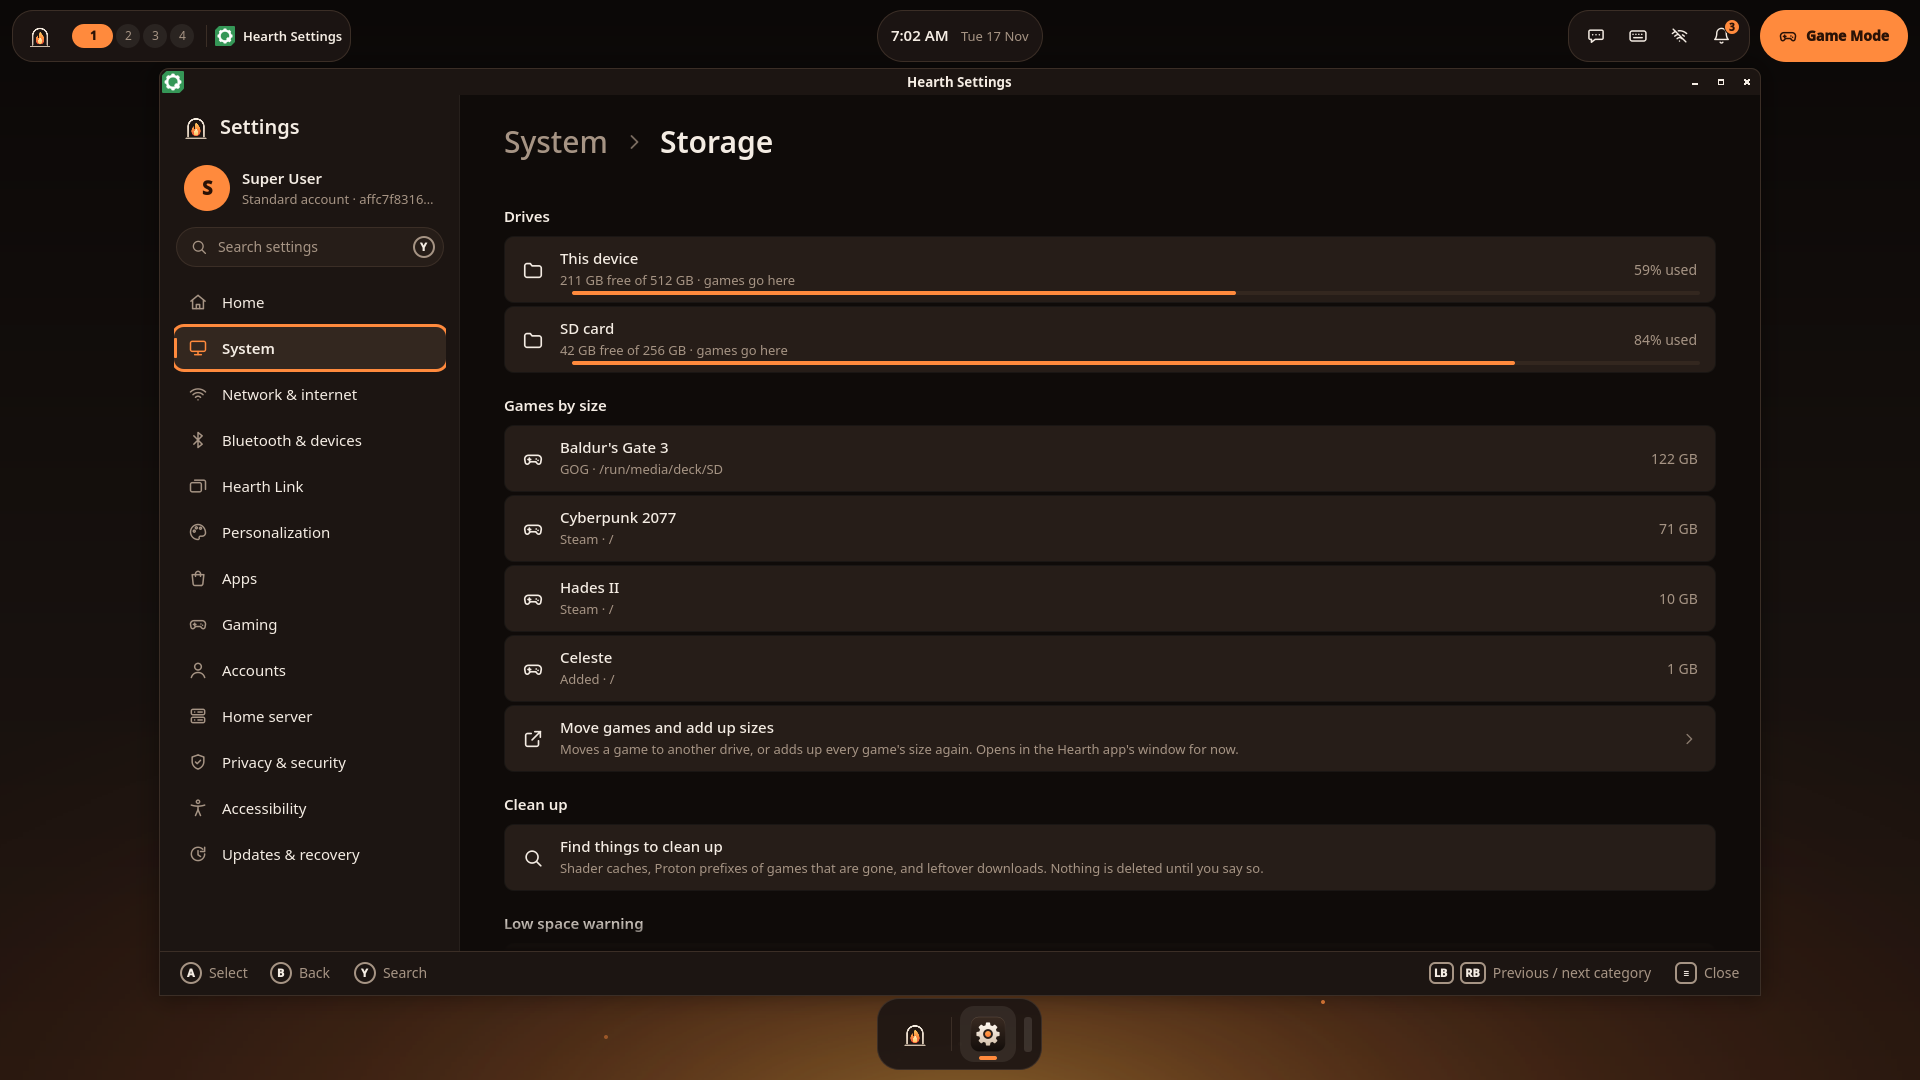 1
2
3
4
Hearth Settings
7:02 AM Tue 17 Nov
3
Game Mode
Hearth Settings
Settings
S
Super User
Standard account · affc7f8316...
Search settings
Y
Home
System
Network & internet
Bluetooth & devices
Hearth Link
Personalization
Apps
Gaming
Accounts
Home server
Privacy & security
Accessibility
Updates & recovery
System > Storage
Drives
This device
211 GB free of 512 GB · games go here
59% used
SD card
42 GB free of 256 GB · games go here
84% used
Games by size
Baldur's Gate 3
GOG · /run/media/deck/SD
122 GB
Cyberpunk 2077
Steam · /
71 GB
Hades II
Steam · /
10 GB
Celeste
Added · /
1 GB
Move games and add up sizes
Moves a game to another drive, or adds up every game's size again. Opens in the Hearth app's window for now.
Clean up
Find things to clean up
Shader caches, Proton prefixes of games that are gone, and leftover downloads. Nothing is deleted until you say so.
Low space warning
A Select
B Back
Y Search
LB RB Previous / next category
Close